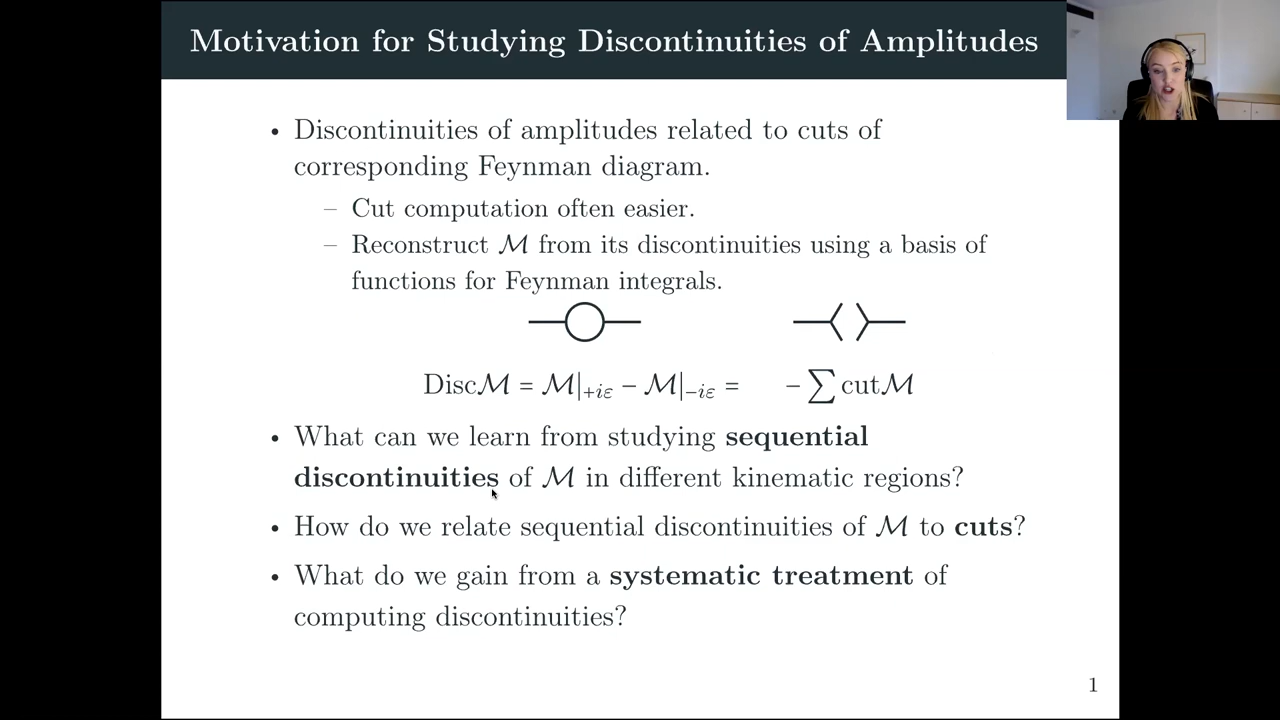 Motivation for Studying Discontinuities of Amplitudes
• Discontinuities of amplitudes related to cuts of
corresponding Feynman diagram.
– Cut computation often easier.
– Reconstruct ℳ from its discontinuities using a basis of
functions for Feynman integrals.
Discℳ = ℳ|₊iε − ℳ|₋iε = − ∑ cutℳ
• What can we learn from studying sequential
discontinuities of ℳ in different kinematic regions?
• How do we relate sequential discontinuities of ℳ to cuts?
• What do we gain from a systematic treatment of
computing discontinuities?
1